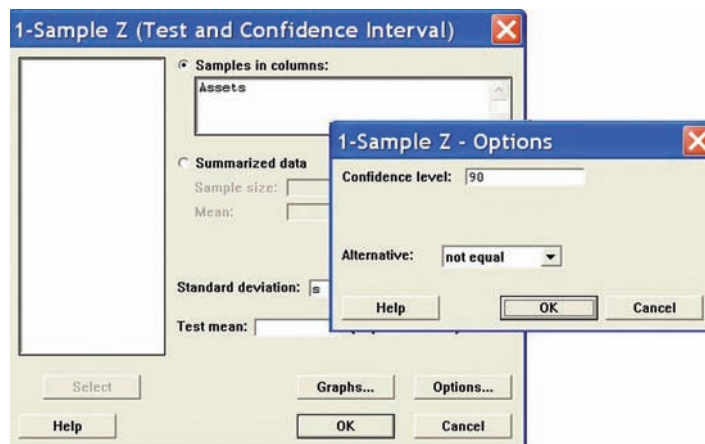 1-Sample Z (Test and Confidence Interval)
Samples in columns:
Assets
Summarized data
Sample size:
Mean:
Standard deviation: s
Test mean:
Select
Graphs...
Options...
Help
OK
Cancel
1-Sample Z - Options
Confidence level: 90
Alternative: not equal
Help
OK
Cancel